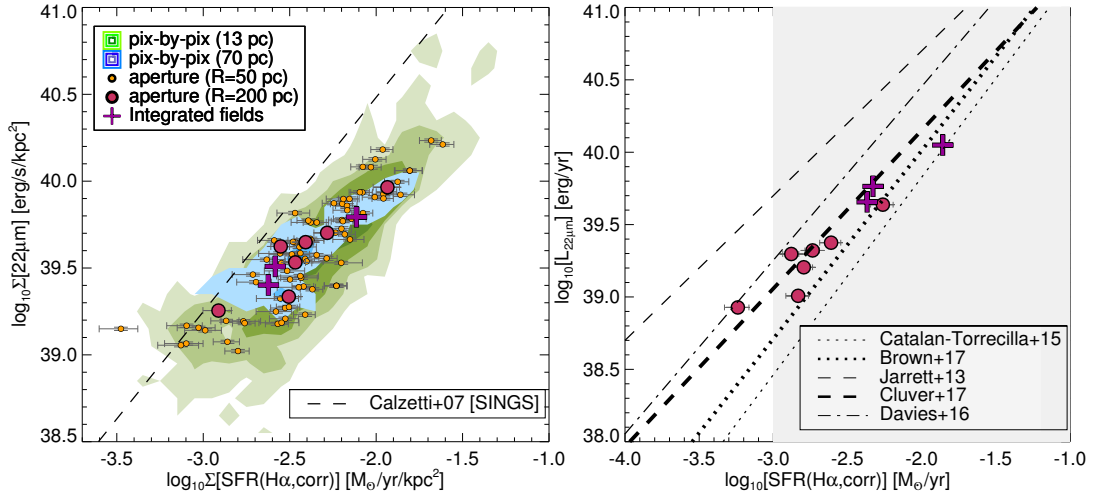 pix-by-pix (13 pc)
pix-by-pix (70 pc)
aperture (R=50 pc)
aperture (R=200 pc)
Integrated fields
Calzetti+07 [SINGS]
41.0
40.5
40.0
39.5
39.0
38.5
log₁₀Σ[22μm] [erg/s/kpc²]
-3.5
-3.0
-2.5
-2.0
-1.5
-1.0
log₁₀Σ[SFR(Hα,corr)] [M☉/yr/kpc²]
41.0
40.5
40.0
39.5
39.0
38.5
38.0
log₁₀[L₂₂μm] [erg/yr]
Catalan-Torrecilla+15
Brown+17
Jarrett+13
Cluver+17
Davies+16
-4.0
-3.5
-3.0
-2.5
-2.0
-1.5
-1.0
log₁₀[SFR(Hα,corr)] [M☉/yr]